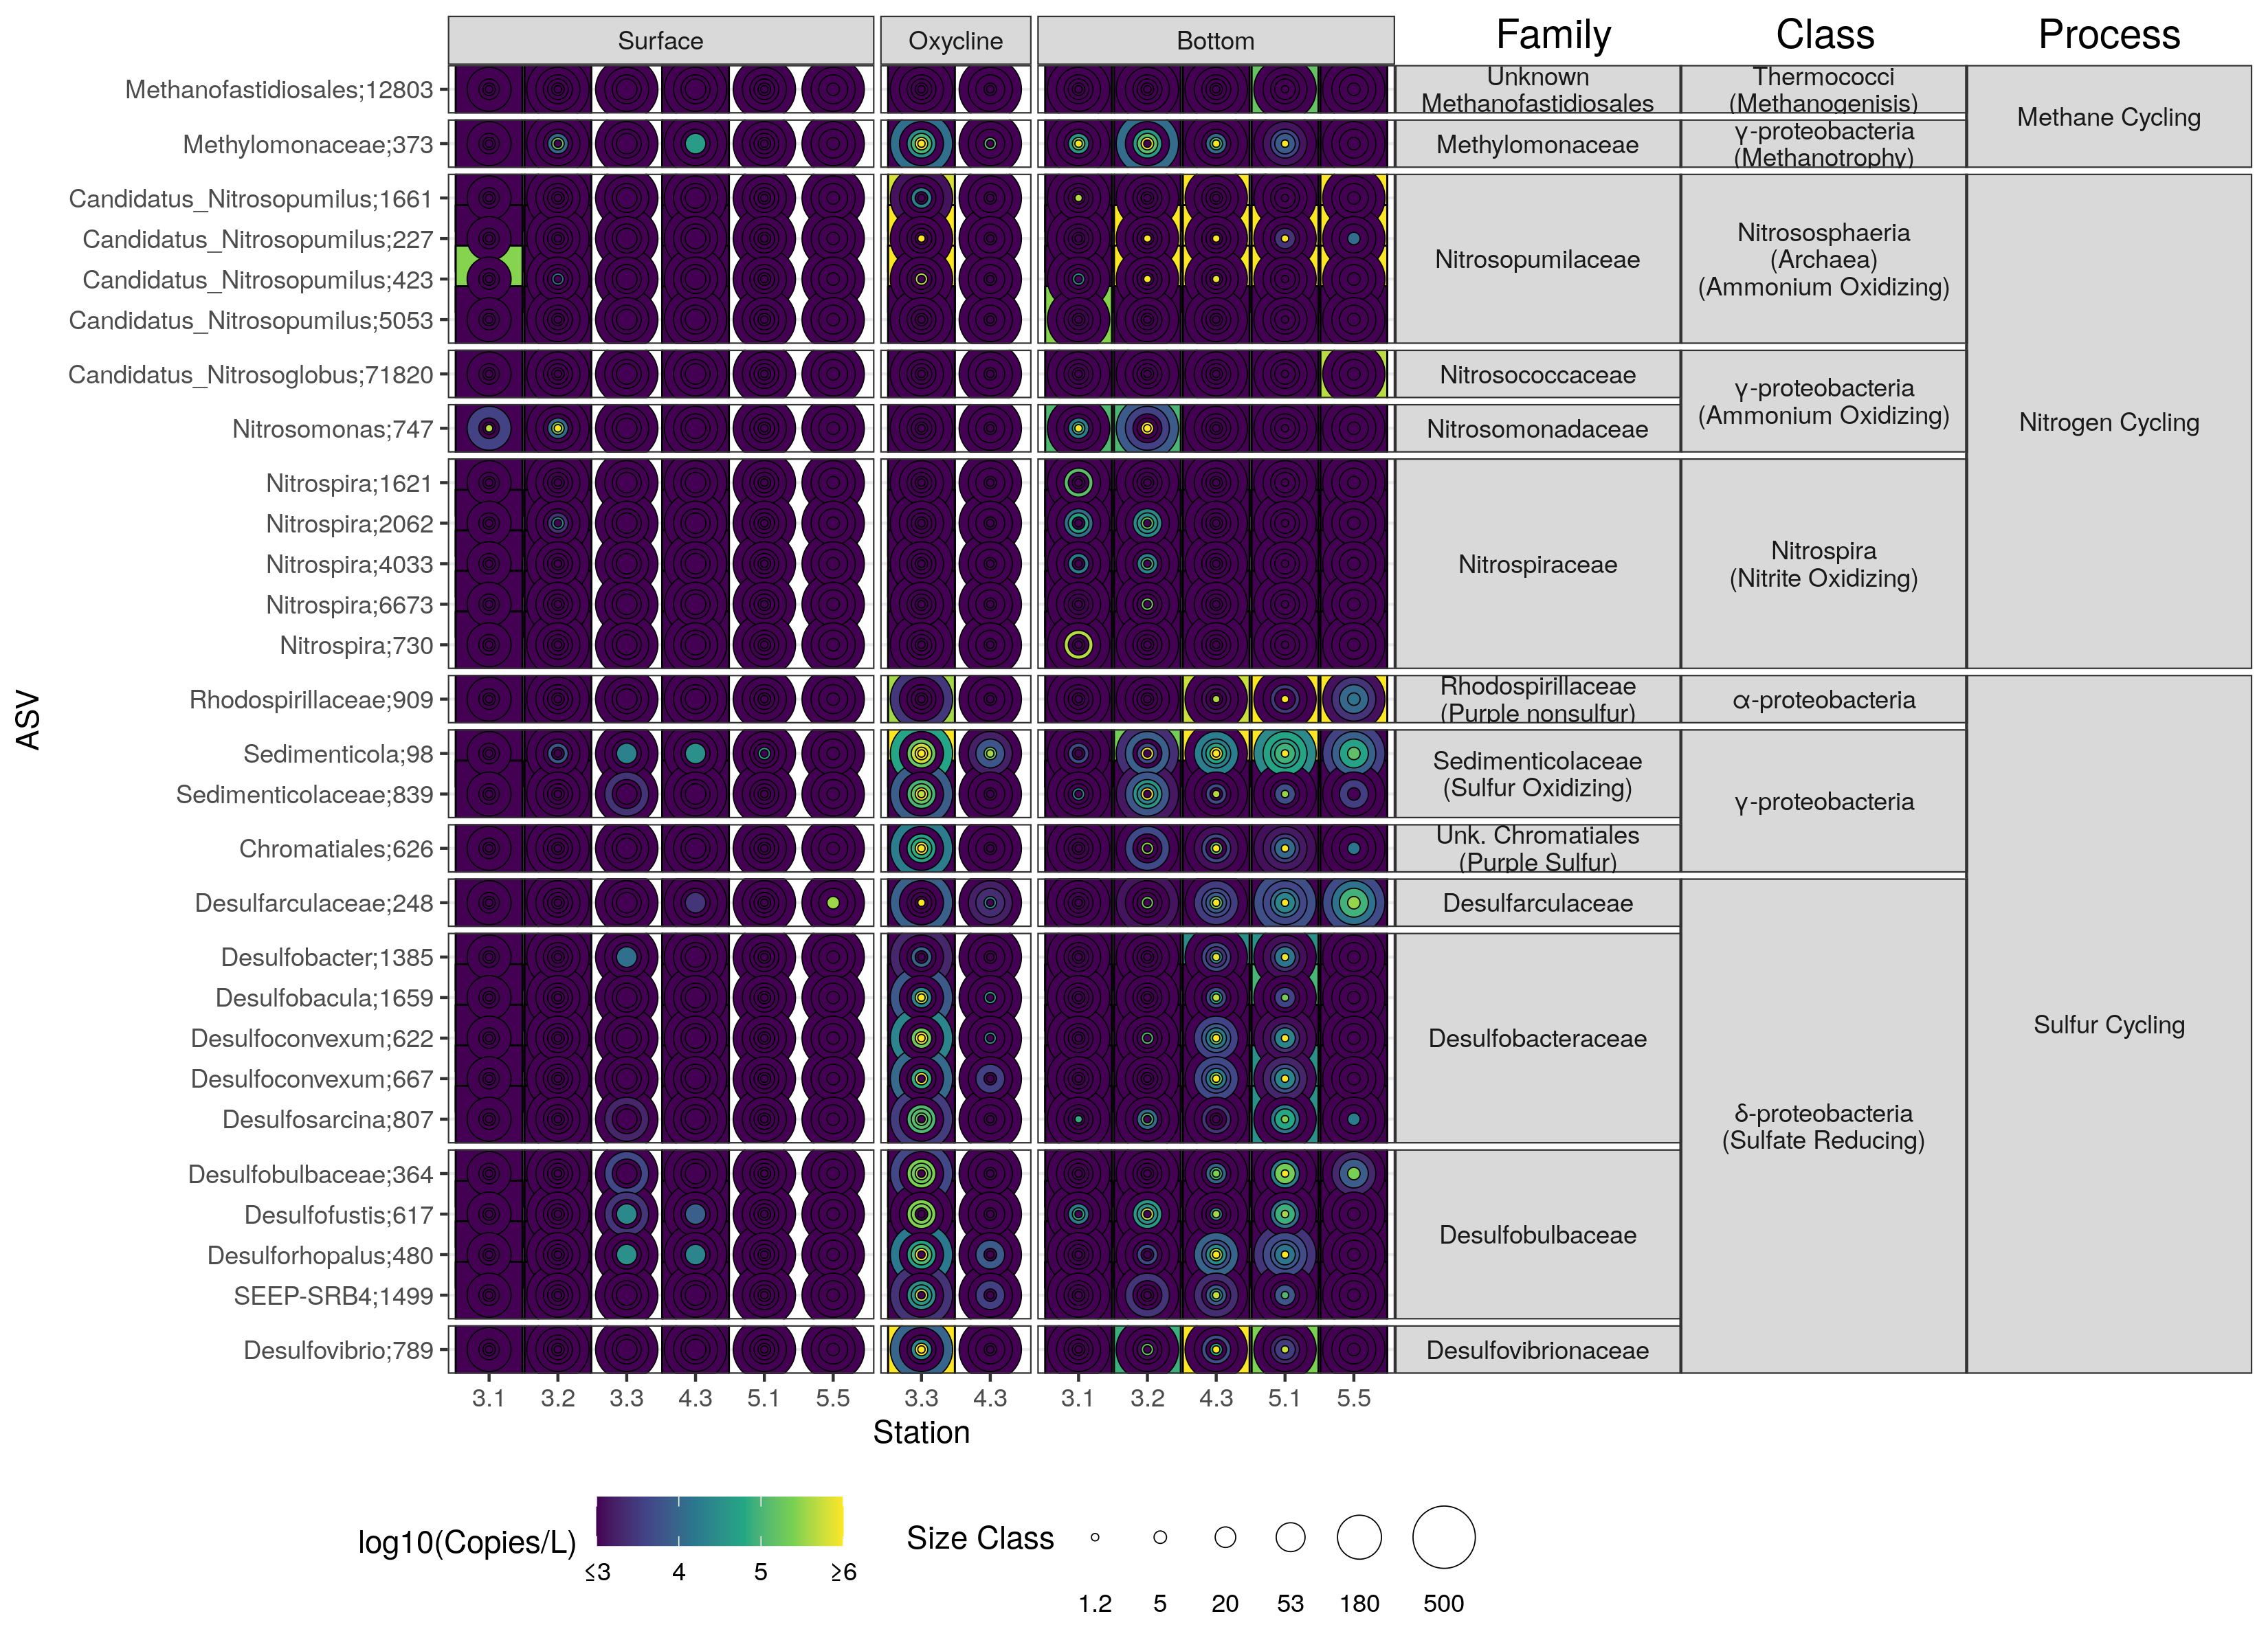 Surface Oxycline Bottom Family Class Process
Methanofastidiosales;12803 Unknown Thermococci
Methanofastidiosales (Methanogenisis)
Methane Cycling
Methylomonaceae;373 Methylomonaceae γ-proteobacteria
(Methanotrophy)
Candidatus_Nitrosopumilus;1661
Candidatus_Nitrosopumilus;227 Nitrososphaeria
Nitrosopumilaceae (Archaea)
Candidatus_Nitrosopumilus;423 (Ammonium Oxidizing)
Candidatus_Nitrosopumilus;5053
Candidatus_Nitrosoglobus;71820 Nitrosococcaceae γ-proteobacteria
(Ammonium Oxidizing)
Nitrosomonas;747 Nitrosomonadaceae Nitrogen Cycling
Nitrospira;1621
Nitrospira;2062
Nitrospira;4033 Nitrospiraceae Nitrospira
(Nitrite Oxidizing)
Nitrospira;6673
Nitrospira;730
ASV
Rhodospirillaceae;909 Rhodospirillaceae α-proteobacteria
(Purple nonsulfur)
Sedimenticola;98 Sedimenticolaceae
Sedimenticolaceae;839 (Sulfur Oxidizing) γ-proteobacteria
Chromatiales;626 Unk. Chromatiales
(Purple Sulfur)
Desulfarculaceae;248 Desulfarculaceae
Desulfobacter;1385
Desulfobacula;1659
Desulfoconvexum;622 Desulfobacteraceae Sulfur Cycling
Desulfoconvexum;667
Desulfosarcina;807 δ-proteobacteria
(Sulfate Reducing)
Desulfobulbaceae;364
Desulfofustis;617
Desulfobulbaceae
Desulforhopalus;480
SEEP-SRB4;1499
Desulfovibrio;789 Desulfovibrionaceae
3.1 3.2 3.3 4.3 5.1 5.5 3.3 4.3 3.1 3.2 4.3 5.1 5.5
Station
log10(Copies/L) Size Class
≤3 4 5 ≥6
1.2 5 20 53 180 500